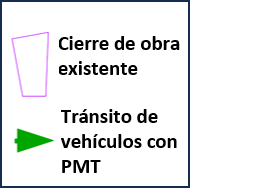 Cierre de obra
existente
Tránsito de
vehículos con
PMT